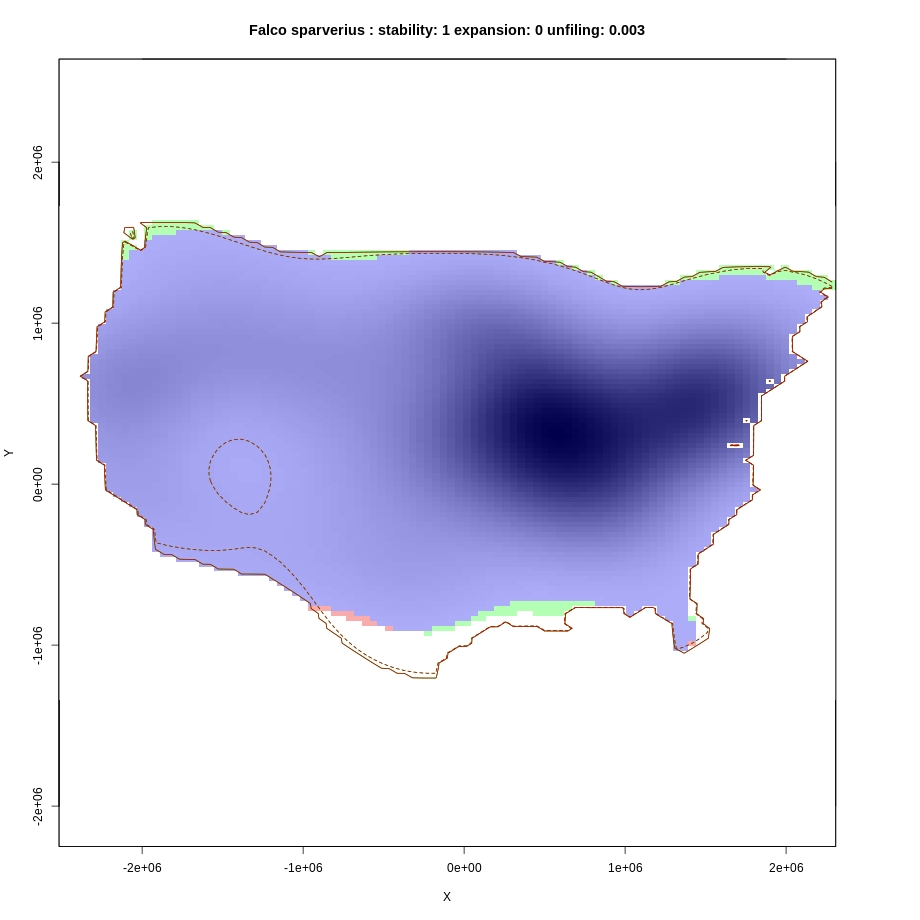 Falco sparverius : stability: 1 expansion: 0 unfiling: 0.003
2e+06
1e+06
Y
0e+00
-1e+06
-2e+06
-2e+06 -1e+06 0e+00 1e+06 2e+06
X